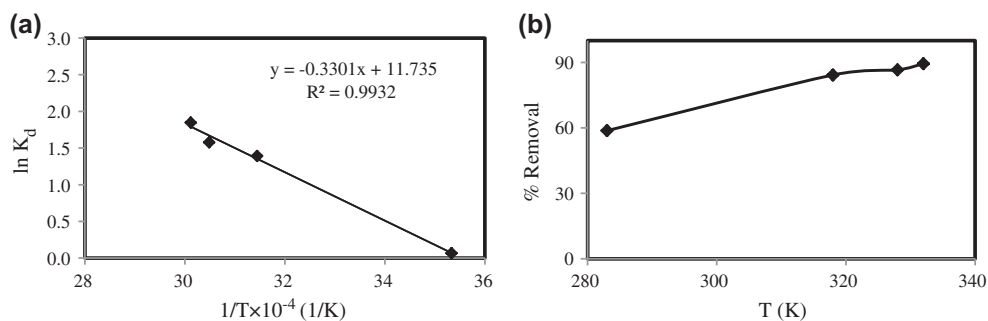 (a)
3.0
2.5
2.0
1.5
1.0
0.5
0.0
ln K_d
y = -0.3301x + 11.735
R² = 0.9932
28 30 32 34 36
1/T×10⁻⁴ (1/K)
(b)
90
60
30
0
% Removal
280 300 320 340
T (K)